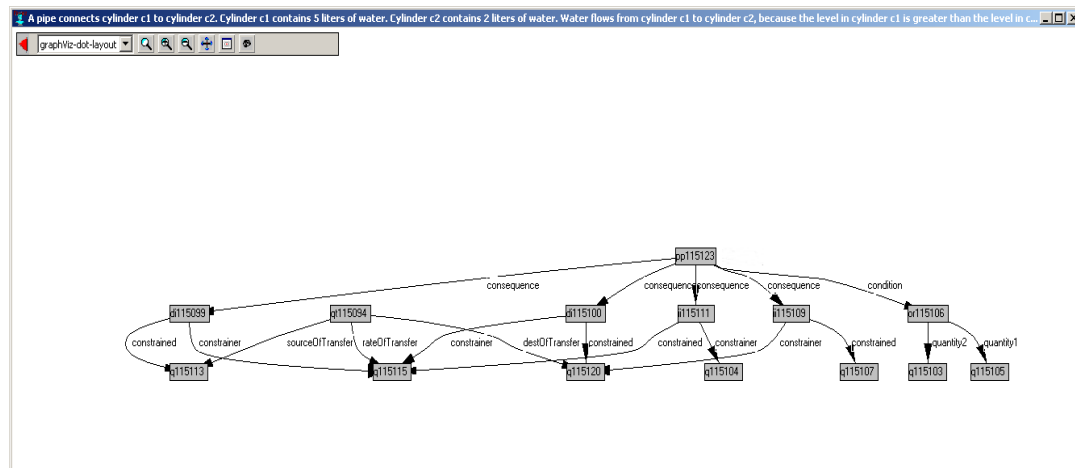 A pipe connects cylinder c1 to cylinder c2. Cylinder c1 contains 5 liters of water. Cylinder c2 contains 2 liters of water. Water flows from cylinder c1 to cylinder c2, because the level in cylinder c1 is greater than the level in c...
graphViz-dot-layout
pp115123
consequence consequence consequence consequence condition
di115099 qt115094 di115100 ii115111 ii115109 or115106
constrained constrainer sourceOfTransfer rateOfTransfer constrainer destOfTransfer constrained constrained constrainer constrainer constrained quantity2 quantity1
q115113 q115115 q115120 q115104 q115107 q115103 q115105